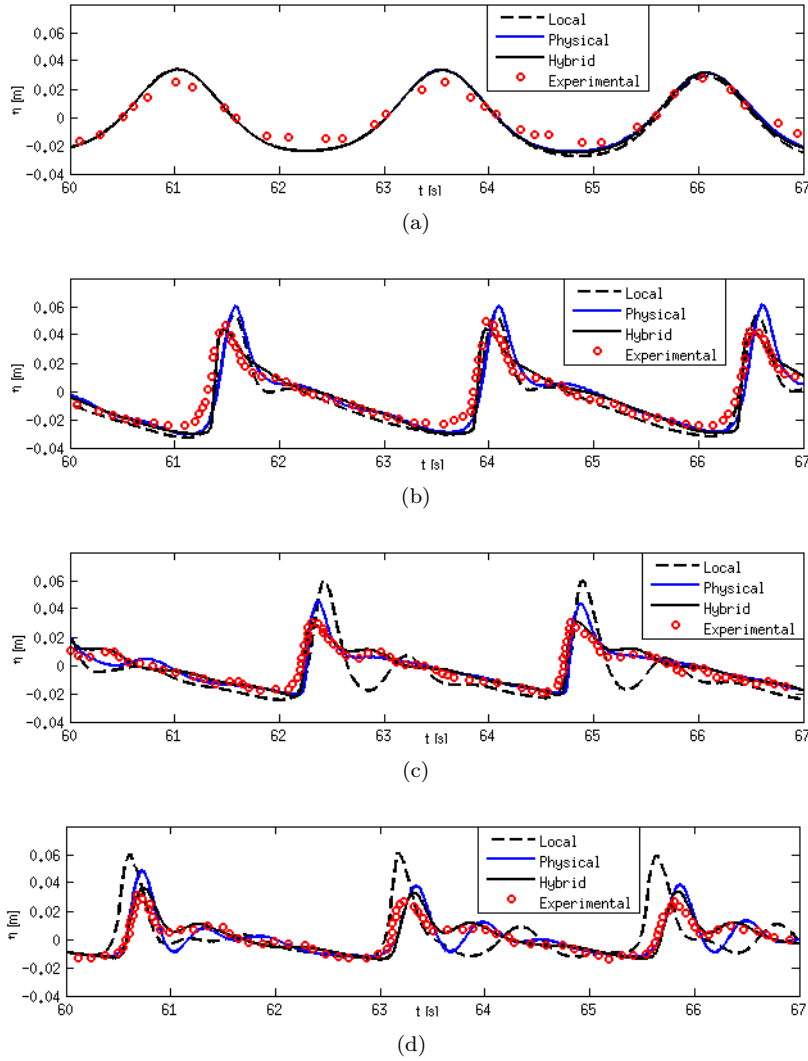 0.06
0.04
0.02
0
-0.02
-0.04
η [m]
Local
Physical
Hybrid
Experimental
60 61 62 63 64 65 66 67
t [s]
(a)
0.06
0.04
0.02
0
-0.02
-0.04
η [m]
Local
Physical
Hybrid
Experimental
60 61 62 63 64 65 66 67
t [s]
(b)
0.06
0.04
0.02
0
-0.02
-0.04
η [m]
Local
Physical
Hybrid
Experimental
60 61 62 63 64 65 66 67
t [s]
(c)
0.06
0.04
0.02
0
-0.02
-0.04
η [m]
Local
Physical
Hybrid
Experimental
60 61 62 63 64 65 66 67
t [s]
(d)